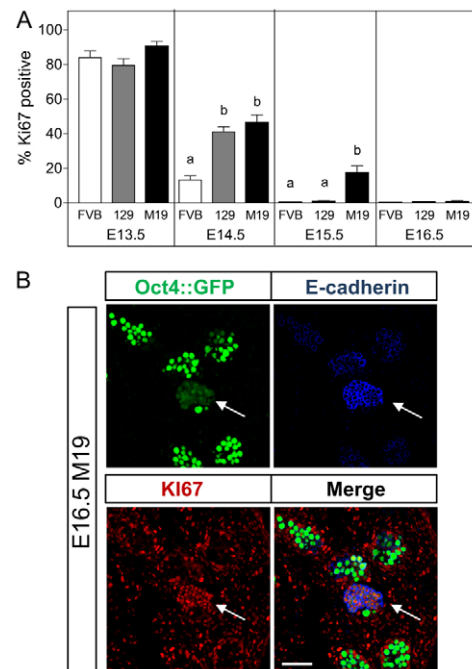 A
% Ki67 positive
100
80
60
40
20
0
a
b
b
a
a
b
FVB 129 M19 FVB 129 M19 FVB 129 M19 FVB 129 M19
E13.5 E14.5 E15.5 E16.5
B
E16.5 M19
Oct4::GFP E-cadherin
KI67 Merge